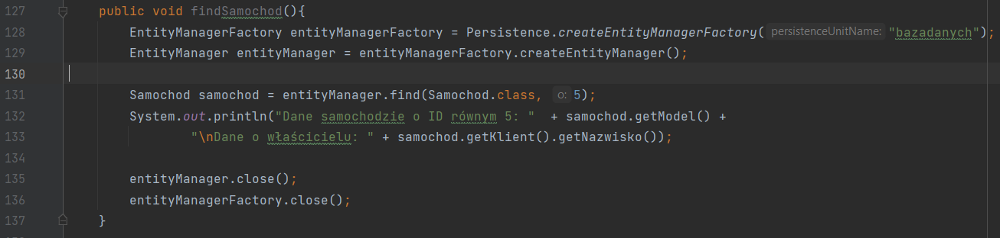 127 public void findSamochod(){
128 EntityManagerFactory entityManagerFactory = Persistence.createEntityManagerFactory( persistenceUnitName: "bazadanych");
129 EntityManager entityManager = entityManagerFactory.createEntityManager();
130
131 Samochod samochod = entityManager.find(Samochod.class, o: 5);
132 System.out.println("Dane samochodzie o ID równym 5: " + samochod.getModel() +
133 "\nDane o właścicielu: " + samochod.getKlient().getNazwisko());
134
135 entityManager.close();
136 entityManagerFactory.close();
137 }